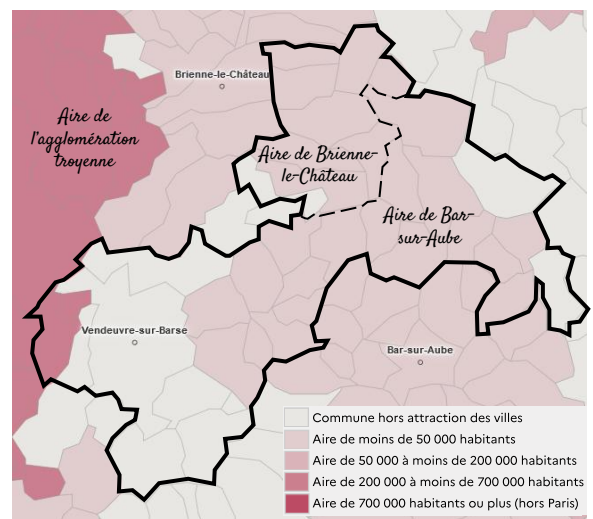 Brienne-le-Château
Aire de
l'agglomération
troyenne
Aire de Brienne-
le-Château
Aire de Bar-
sur-Aube
Vendeuvre-sur-Barse
Bar-sur-Aube
Commune hors attraction des villes
Aire de moins de 50 000 habitants
Aire de 50 000 à moins de 200 000 habitants
Aire de 200 000 à moins de 700 000 habitants
Aire de 700 000 habitants ou plus (hors Paris)